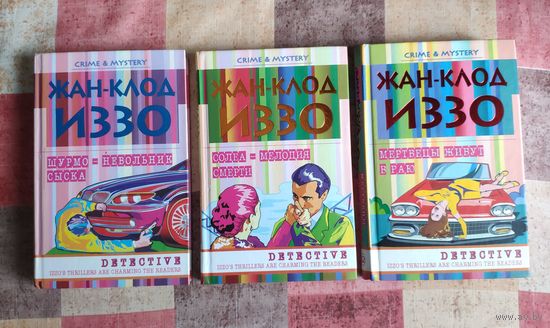 CRIME & MYSTERY
ЖАН-КЛОД
ИЗЗО
ШУРМО - НЕВОЛЬНИК
СЫСКА
DETECTIVE
IZZO'S THRILLERS ARE CHARMING THE READERS
CRIME & MYSTERY
ЖАН-КЛОД
ИЗЗО
СОЛЕА - МЕЛОДИЯ
СМЕРТИ
DETECTIVE
IZZO'S THRILLERS ARE CHARMING THE READERS
CRIME & MYSTERY
ЖАН-КЛОД
ИЗЗО
МЕРТВЕЦЫ ЖИВУТ
В РАЮ
DETECTIVE
IZZO'S THRILLERS ARE CHARMING THE READERS